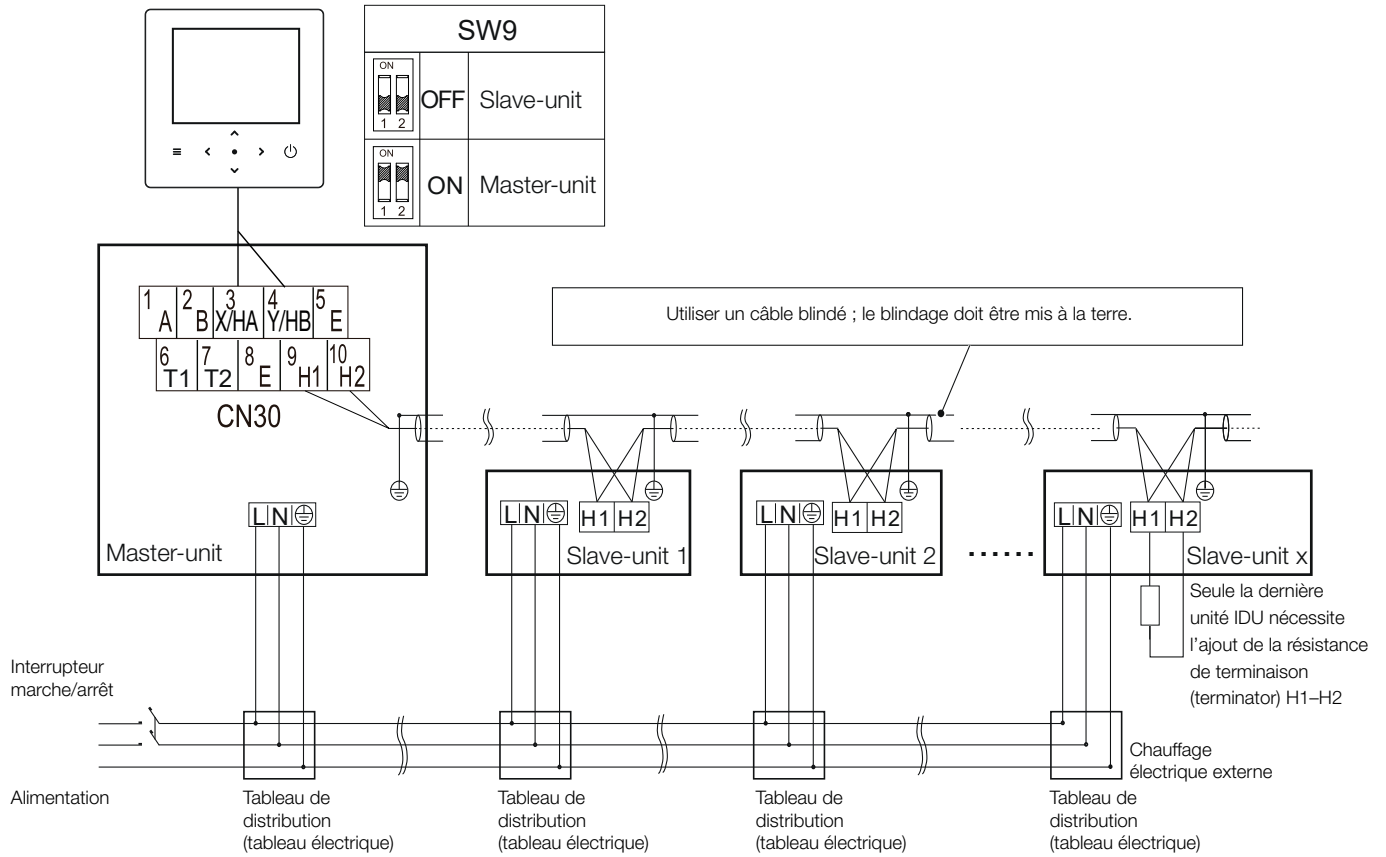 SW9
ON
1 2
OFF
Slave-unit
ON
1 2
ON
Master-unit
1 A
2 B
3 X/HA
4 Y/HB
5 E
6 T1
7 T2
8 E
9 H1
10 H2
CN30
Utiliser un câble blindé ; le blindage doit être mis à la terre.
L N
Master-unit
L N
H1 H2
Slave-unit 1
L N
H1 H2
Slave-unit 2
......
L N
H1 H2
Slave-unit x
Seule la dernière
unité IDU nécessite
l'ajout de la résistance
de terminaison
(terminator) H1–H2
Interrupteur
marche/arrêt
Chauffage
électrique externe
Alimentation
Tableau de
distribution
(tableau électrique)
Tableau de
distribution
(tableau électrique)
Tableau de
distribution
(tableau électrique)
Tableau de
distribution
(tableau électrique)